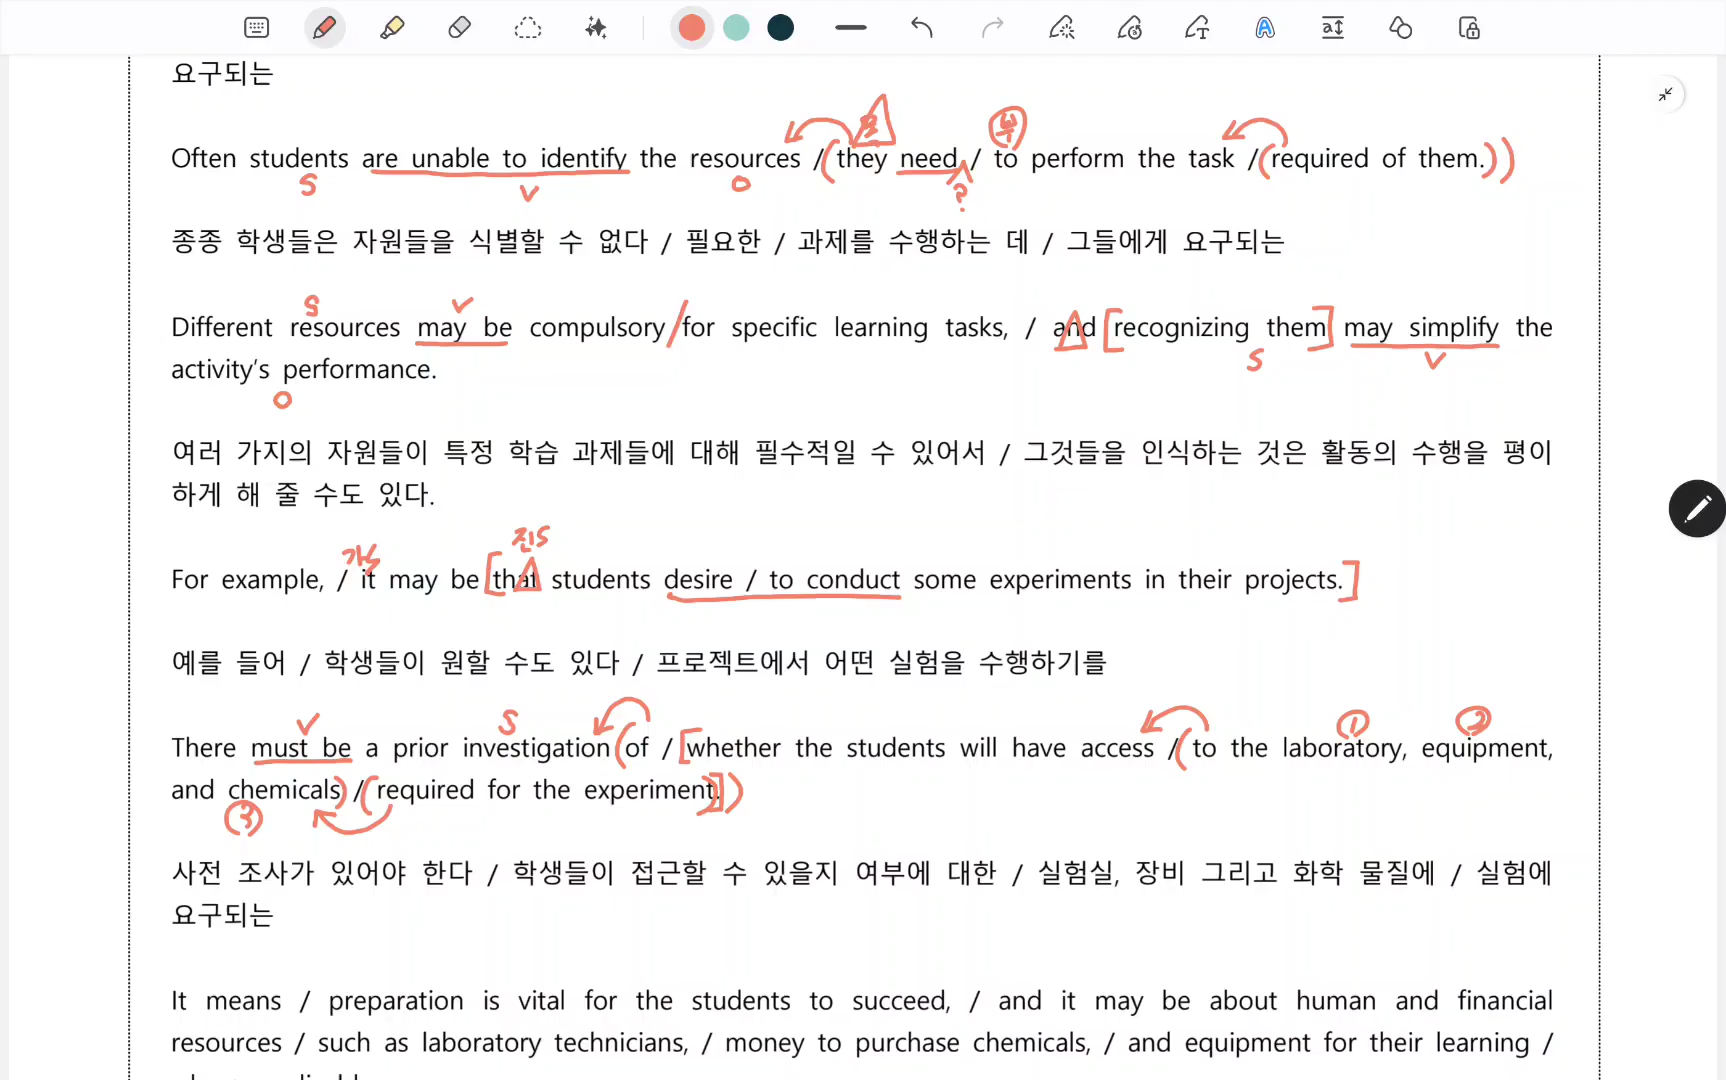 요구되는
Often students are unable to identify the resources / (they need / to perform the task / (required of them.))
S V O ? 부
종종 학생들은 자원들을 식별할 수 없다 / 필요한 / 과제를 수행하는 데 / 그들에게 요구되는
S V
Different resources may be compulsory / for specific learning tasks, / and [recognizing them] may simplify the
S V
activity's performance.
O
여러 가지의 자원들이 특정 학습 과제들에 대해 필수적일 수 있어서 / 그것들을 인식하는 것은 활동의 수행을 평이
하게 해 줄 수도 있다.
가S 진S
For example, / it may be [that students desire / to conduct some experiments in their projects.]
예를 들어 / 학생들이 원할 수도 있다 / 프로젝트에서 어떤 실험을 수행하기를
V S ① ②
There must be a prior investigation (of / [whether the students will have access / (to the laboratory, equipment,
and chemicals) / (required for the experiment.)])
③
사전 조사가 있어야 한다 / 학생들이 접근할 수 있을지 여부에 대한 / 실험실, 장비 그리고 화학 물질에 / 실험에
요구되는
It means / preparation is vital for the students to succeed, / and it may be about human and financial
resources / such as laboratory technicians, / money to purchase chemicals, / and equipment for their learning /